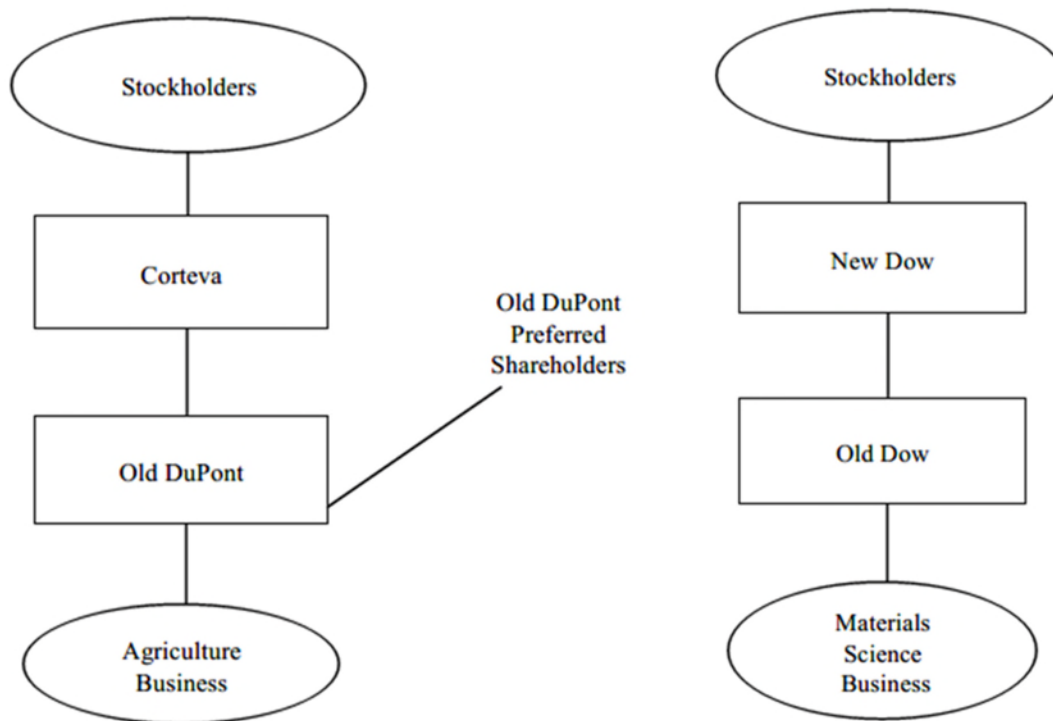 Stockholders
Corteva
Old DuPont
Preferred
Shareholders
Old DuPont
Agriculture
Business
Stockholders
New Dow
Old Dow
Materials
Science
Business